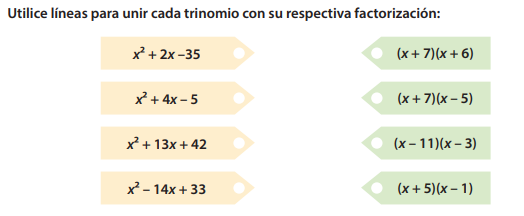 Utilice líneas para unir cada trinomio con su respectiva factorización:
x² + 2x –35
(x + 7)(x + 6)
x² + 4x – 5
(x + 7)(x – 5)
x² + 13x + 42
(x – 11)(x – 3)
x² – 14x + 33
(x + 5)(x – 1)